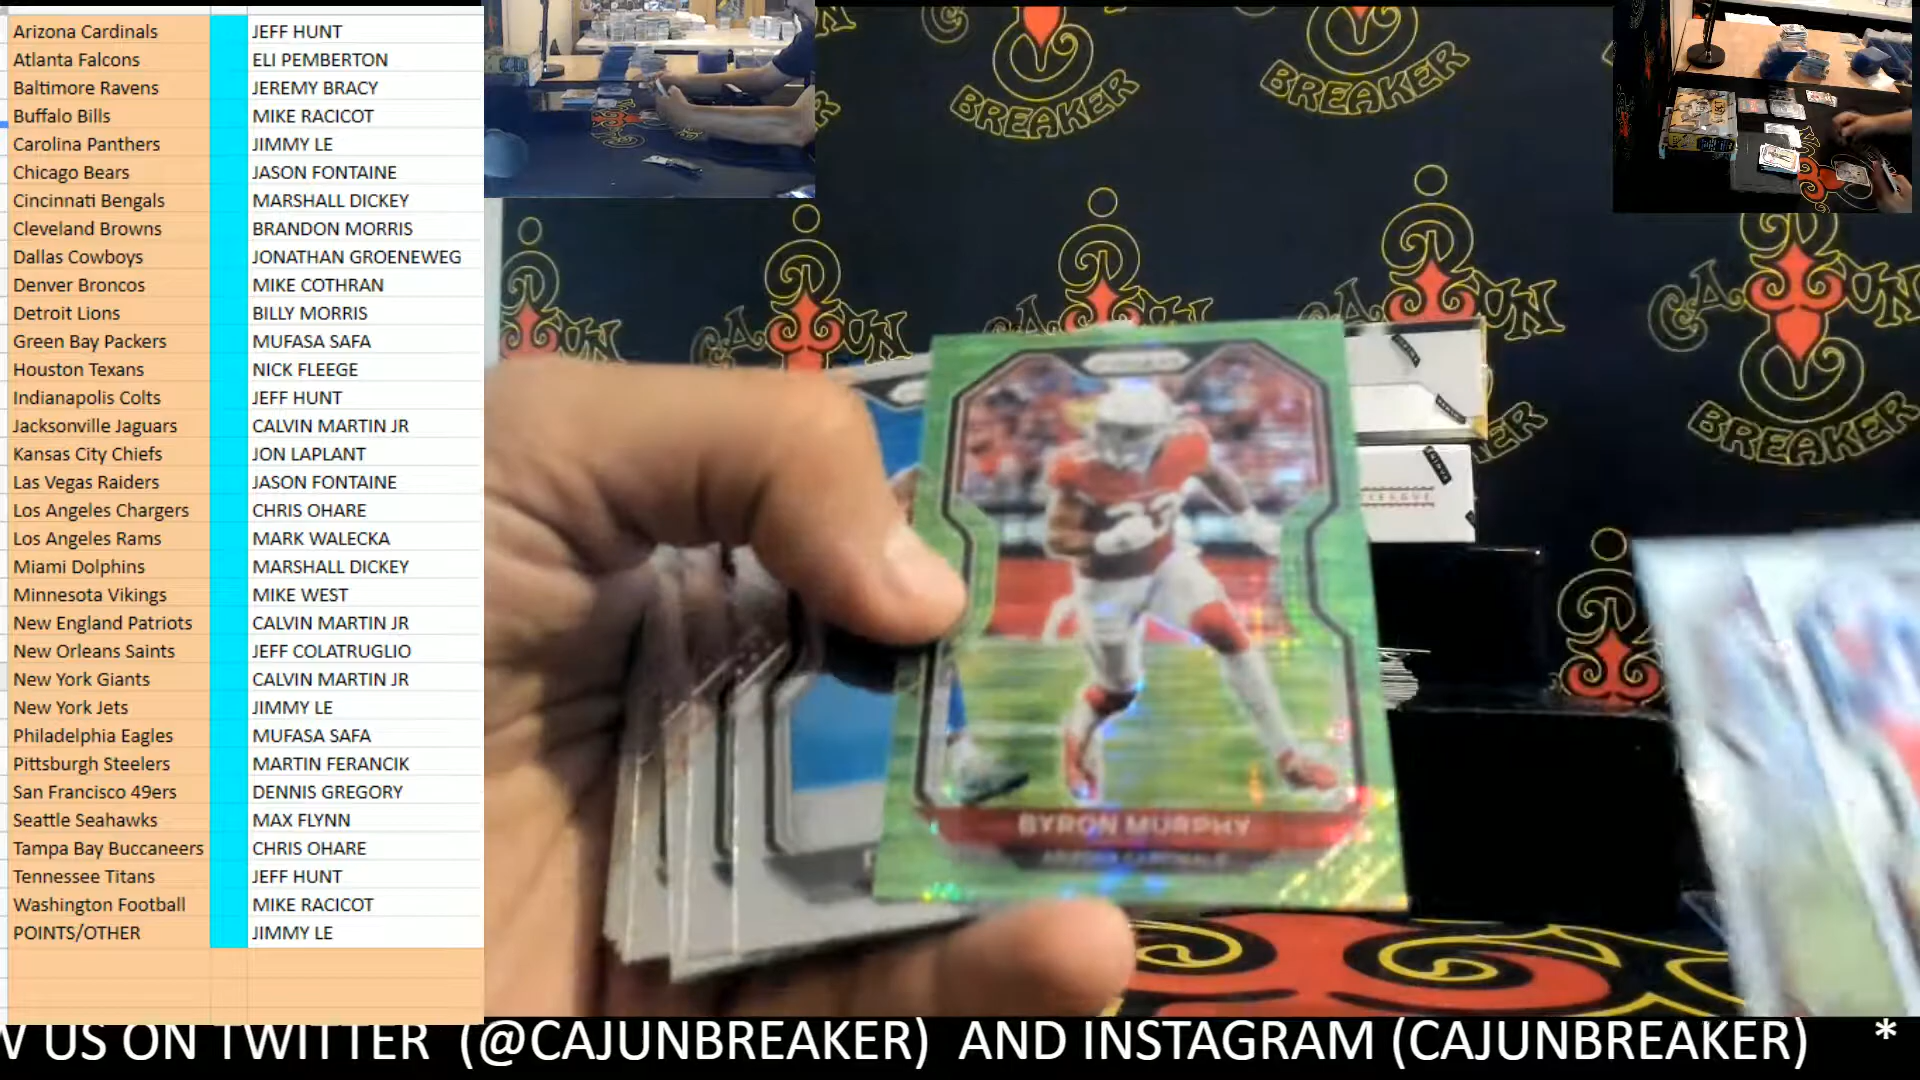 Arizona Cardinals JEFF HUNT
Atlanta Falcons ELI PEMBERTON
Baltimore Ravens JEREMY BRACY
Buffalo Bills MIKE RACICOT
Carolina Panthers JIMMY LE
Chicago Bears JASON FONTAINE
Cincinnati Bengals MARSHALL DICKEY
Cleveland Browns BRANDON MORRIS
Dallas Cowboys JONATHAN GROENEWEG
Denver Broncos MIKE COTHRAN
Detroit Lions BILLY MORRIS
Green Bay Packers MUFASA SAFA
Houston Texans NICK FLEEGE
Indianapolis Colts JEFF HUNT
Jacksonville Jaguars CALVIN MARTIN JR
Kansas City Chiefs JON LAPLANT
Las Vegas Raiders JASON FONTAINE
Los Angeles Chargers CHRIS OHARE
Los Angeles Rams MARK WALECKA
Miami Dolphins MARSHALL DICKEY
Minnesota Vikings MIKE WEST
New England Patriots CALVIN MARTIN JR
New Orleans Saints JEFF COLATRUGLIO
New York Giants CALVIN MARTIN JR
New York Jets JIMMY LE
Philadelphia Eagles MUFASA SAFA
Pittsburgh Steelers MARTIN FERANCIK
San Francisco 49ers DENNIS GREGORY
Seattle Seahawks MAX FLYNN
Tampa Bay Buccaneers CHRIS OHARE
Tennessee Titans JEFF HUNT
Washington Football MIKE RACICOT
POINTS/OTHER JIMMY LE
BREAKER
BREAKER
CAJUN
CAJUN
BREAKER
BYRON MURPHY
ARIZONA CARDINALS
US ON TWITTER (@CAJUNBREAKER) AND INSTAGRAM (CAJUNBREAKER) *